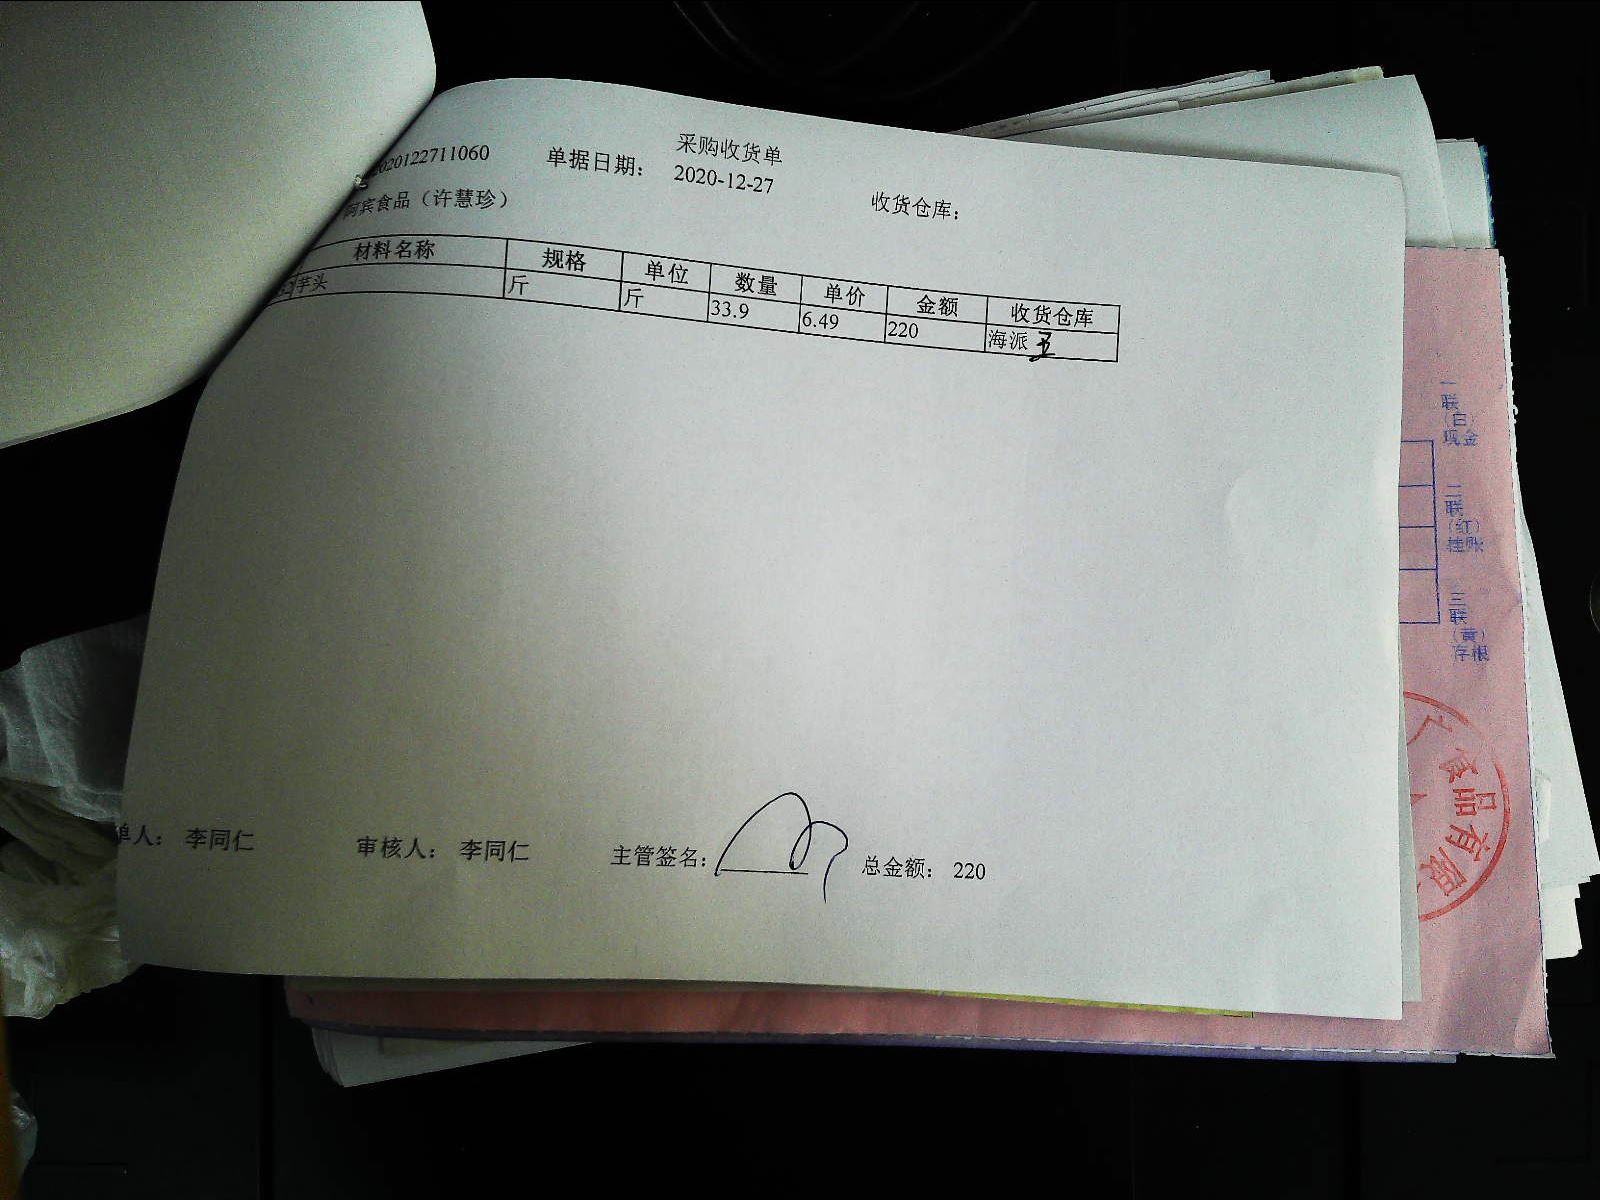 采购收货单
2020122711060 单据日期： 2020-12-27 收货仓库：
阿宾食品（许慧珍）
材料名称 规格 单位 数量 单价 金额 收货仓库
芋头 斤 斤 33.9 6.49 220 海派
单人： 李同仁 审核人： 李同仁 主管签名： 总金额： 220
一联（白）现金
二联（红）挂账
三联（黄）存根
食品有限